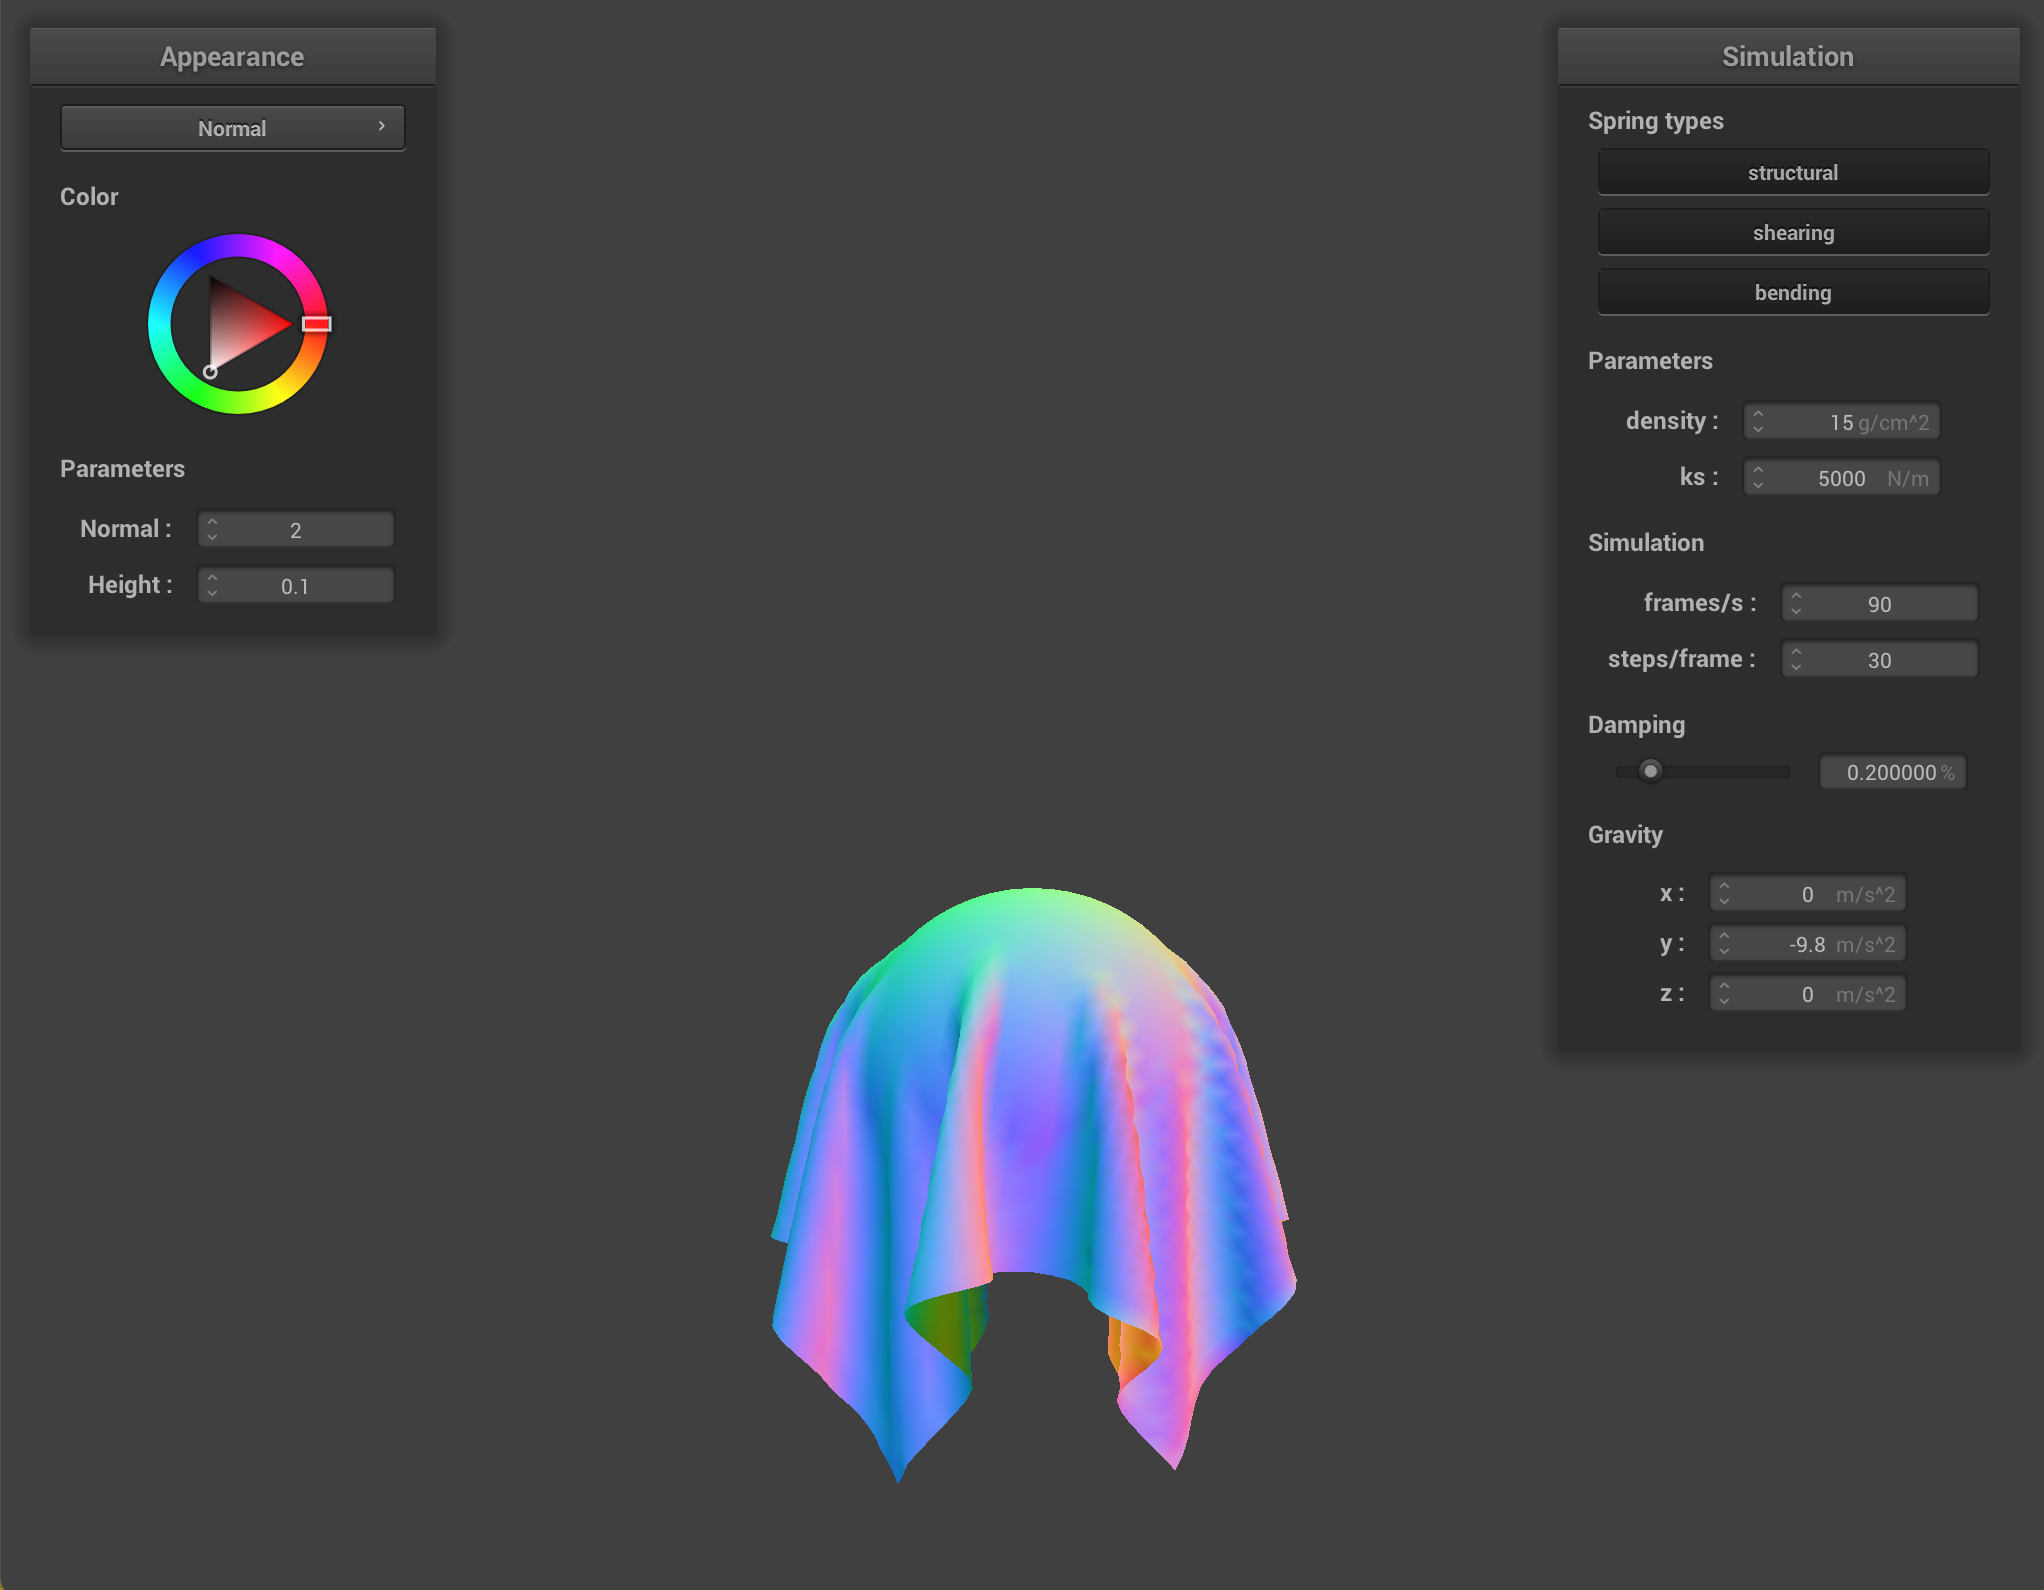 Appearance
Normal
Color
Parameters
Normal : 2
Height : 0.1
Simulation
Spring types
structural
shearing
bending
Parameters
density : 15 g/cm^2
ks : 5000 N/m
Simulation
frames/s : 90
steps/frame : 30
Damping
0.200000 %
Gravity
x : 0 m/s^2
y : -9.8 m/s^2
z : 0 m/s^2